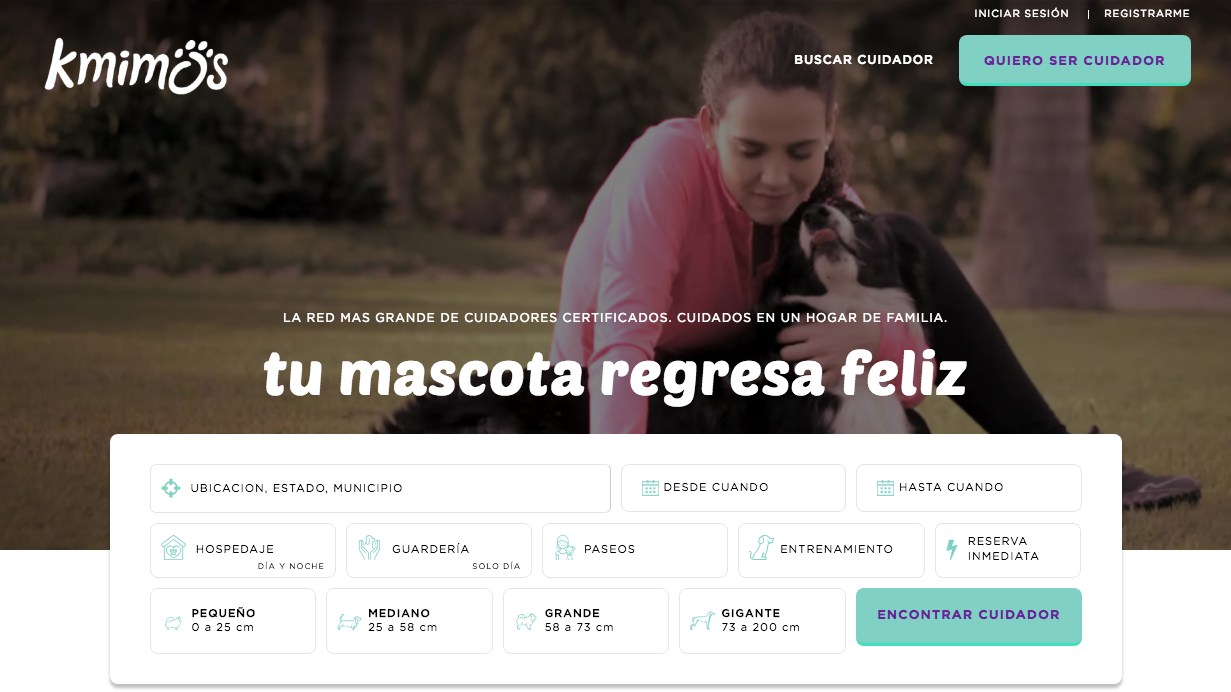 INICIAR SESIÓN | REGISTRARME
kmimos
BUSCAR CUIDADOR
QUIERO SER CUIDADOR
LA RED MAS GRANDE DE CUIDADORES CERTIFICADOS. CUIDADOS EN UN HOGAR DE FAMILIA.
tu mascota regresa feliz
UBICACION, ESTADO, MUNICIPIO
DESDE CUANDO
HASTA CUANDO
HOSPEDAJE
DÍA Y NOCHE
GUARDERÍA
SOLO DÍA
PASEOS
ENTRENAMIENTO
RESERVA
INMEDIATA
PEQUEÑO
0 a 25 cm
MEDIANO
25 a 58 cm
GRANDE
58 a 73 cm
GIGANTE
73 a 200 cm
ENCONTRAR CUIDADOR